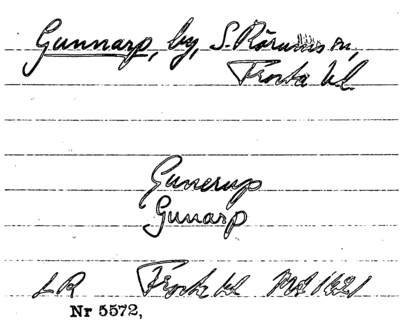 Gunnarp, by, S. Rörums sn,
Frosta hd.
Gunerup
Gunarp
LR Frosta hd 1621
Nr 5572,